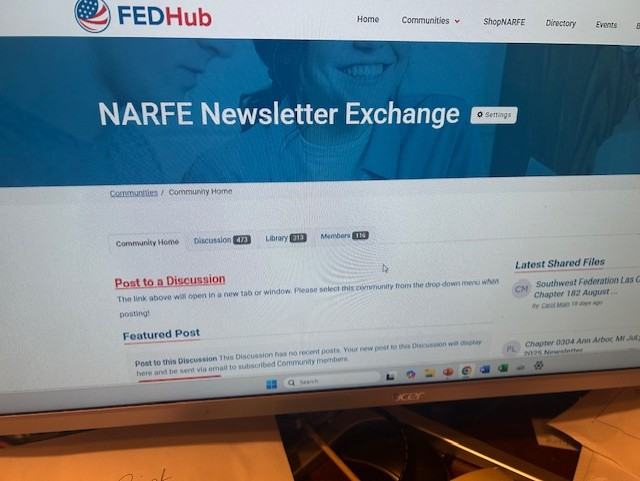 FEDHub
Home Communities ShopNARFE Directory Events
NARFE Newsletter Exchange Settings
Communities / Community Home
Community Home Discussion 473 Library 313 Members 116
Post to a Discussion
The link above will open in a new tab or window. Please select this community from the drop-down menu when
posting!
Featured Post
Post to this Discussion This Discussion has no recent posts. Your new post to this Discussion will display
here and be sent via email to subscribed Community members.
Latest Shared Files
CM
Southwest Federation Las C
Chapter 182 August ...
By Carol Main 19 days ago
PL
Chapter 0304 Ann Arbor, MI Jul,
2025 Newsletter
Search
acer